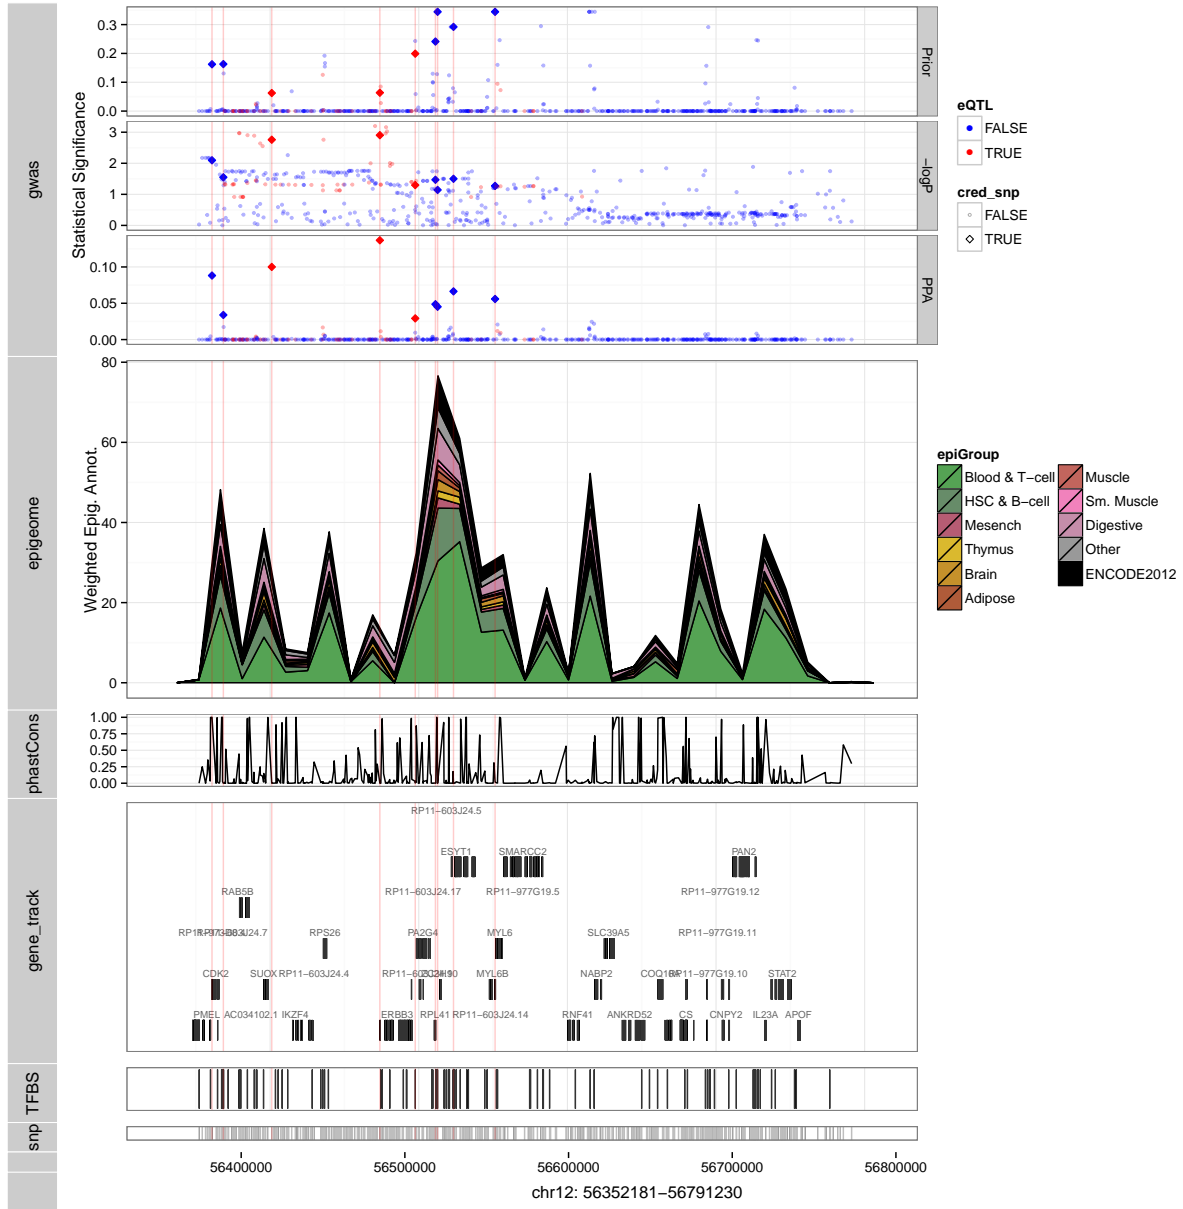 gwas
Statistical Significance
0.3
0.2
0.1
0.0
Prior
3
2
1
0
−logP
0.10
0.05
0.00
PPA
eQTL
FALSE
TRUE
cred_snp
FALSE
TRUE
epigeome
Weighted Epig. Annot.
80
60
40
20
0
epiGroup
Blood & T−cell
HSC & B−cell
Mesench
Thymus
Brain
Adipose
Muscle
Sm. Muscle
Digestive
Other
ENCODE2012
phastCons
1.00
0.75
0.50
0.25
0.00
gene_track
RP11−603J24.5
ESYT1 SMARCC2 PAN2
RAB5B RP11−603J24.17 RP11−977G19.5 RP11−977G19.12
RPS26 PA2G4 MYL6 SLC39A5 RP11−977G19.11
CDK2 SUOX RP11−603J24.4 MYL6B NABP2 RP11−977G19.10 STAT2
PMEL AC034102.1 IKZF4 ERBB3 RPL41 RP11−603J24.14 RNF41 ANKRD52 CS CNPY2 IL23A APOF
TFBS
snp
56400000 56500000 56600000 56700000 56800000
chr12: 56352181−56791230